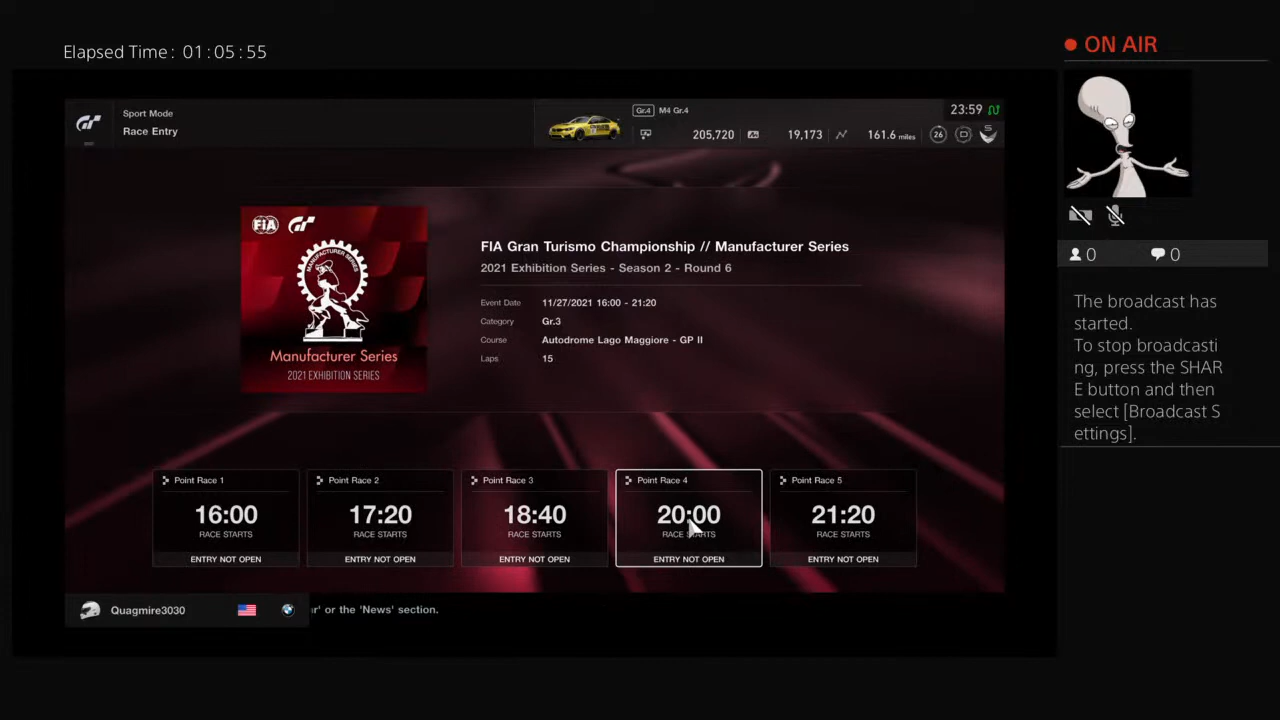 Elapsed Time: 01:05:55
ON AIR
Sport Mode
Race Entry
Gr.4 M4 Gr.4
23:59
205,720 19,173 161.6 miles 26 S
0 0
FIA GT
MANUFACTURER SERIES
Manufacturer Series
2021 EXHIBITION SERIES
FIA Gran Turismo Championship // Manufacturer Series
2021 Exhibition Series - Season 2 - Round 6
Event Date 11/27/2021 16:00 - 21:20
Category Gr.3
Course Autodrome Lago Maggiore - GP II
Laps 15
The broadcast has
started.
To stop broadcasti
ng, press the SHAR
E button and then
select [Broadcast S
ettings].
Point Race 1
16:00
RACE STARTS
ENTRY NOT OPEN
Point Race 2
17:20
RACE STARTS
ENTRY NOT OPEN
Point Race 3
18:40
RACE STARTS
ENTRY NOT OPEN
Point Race 4
20:00
RACE STARTS
ENTRY NOT OPEN
Point Race 5
21:20
RACE STARTS
ENTRY NOT OPEN
Quagmire3030
ar' or the 'News' section.